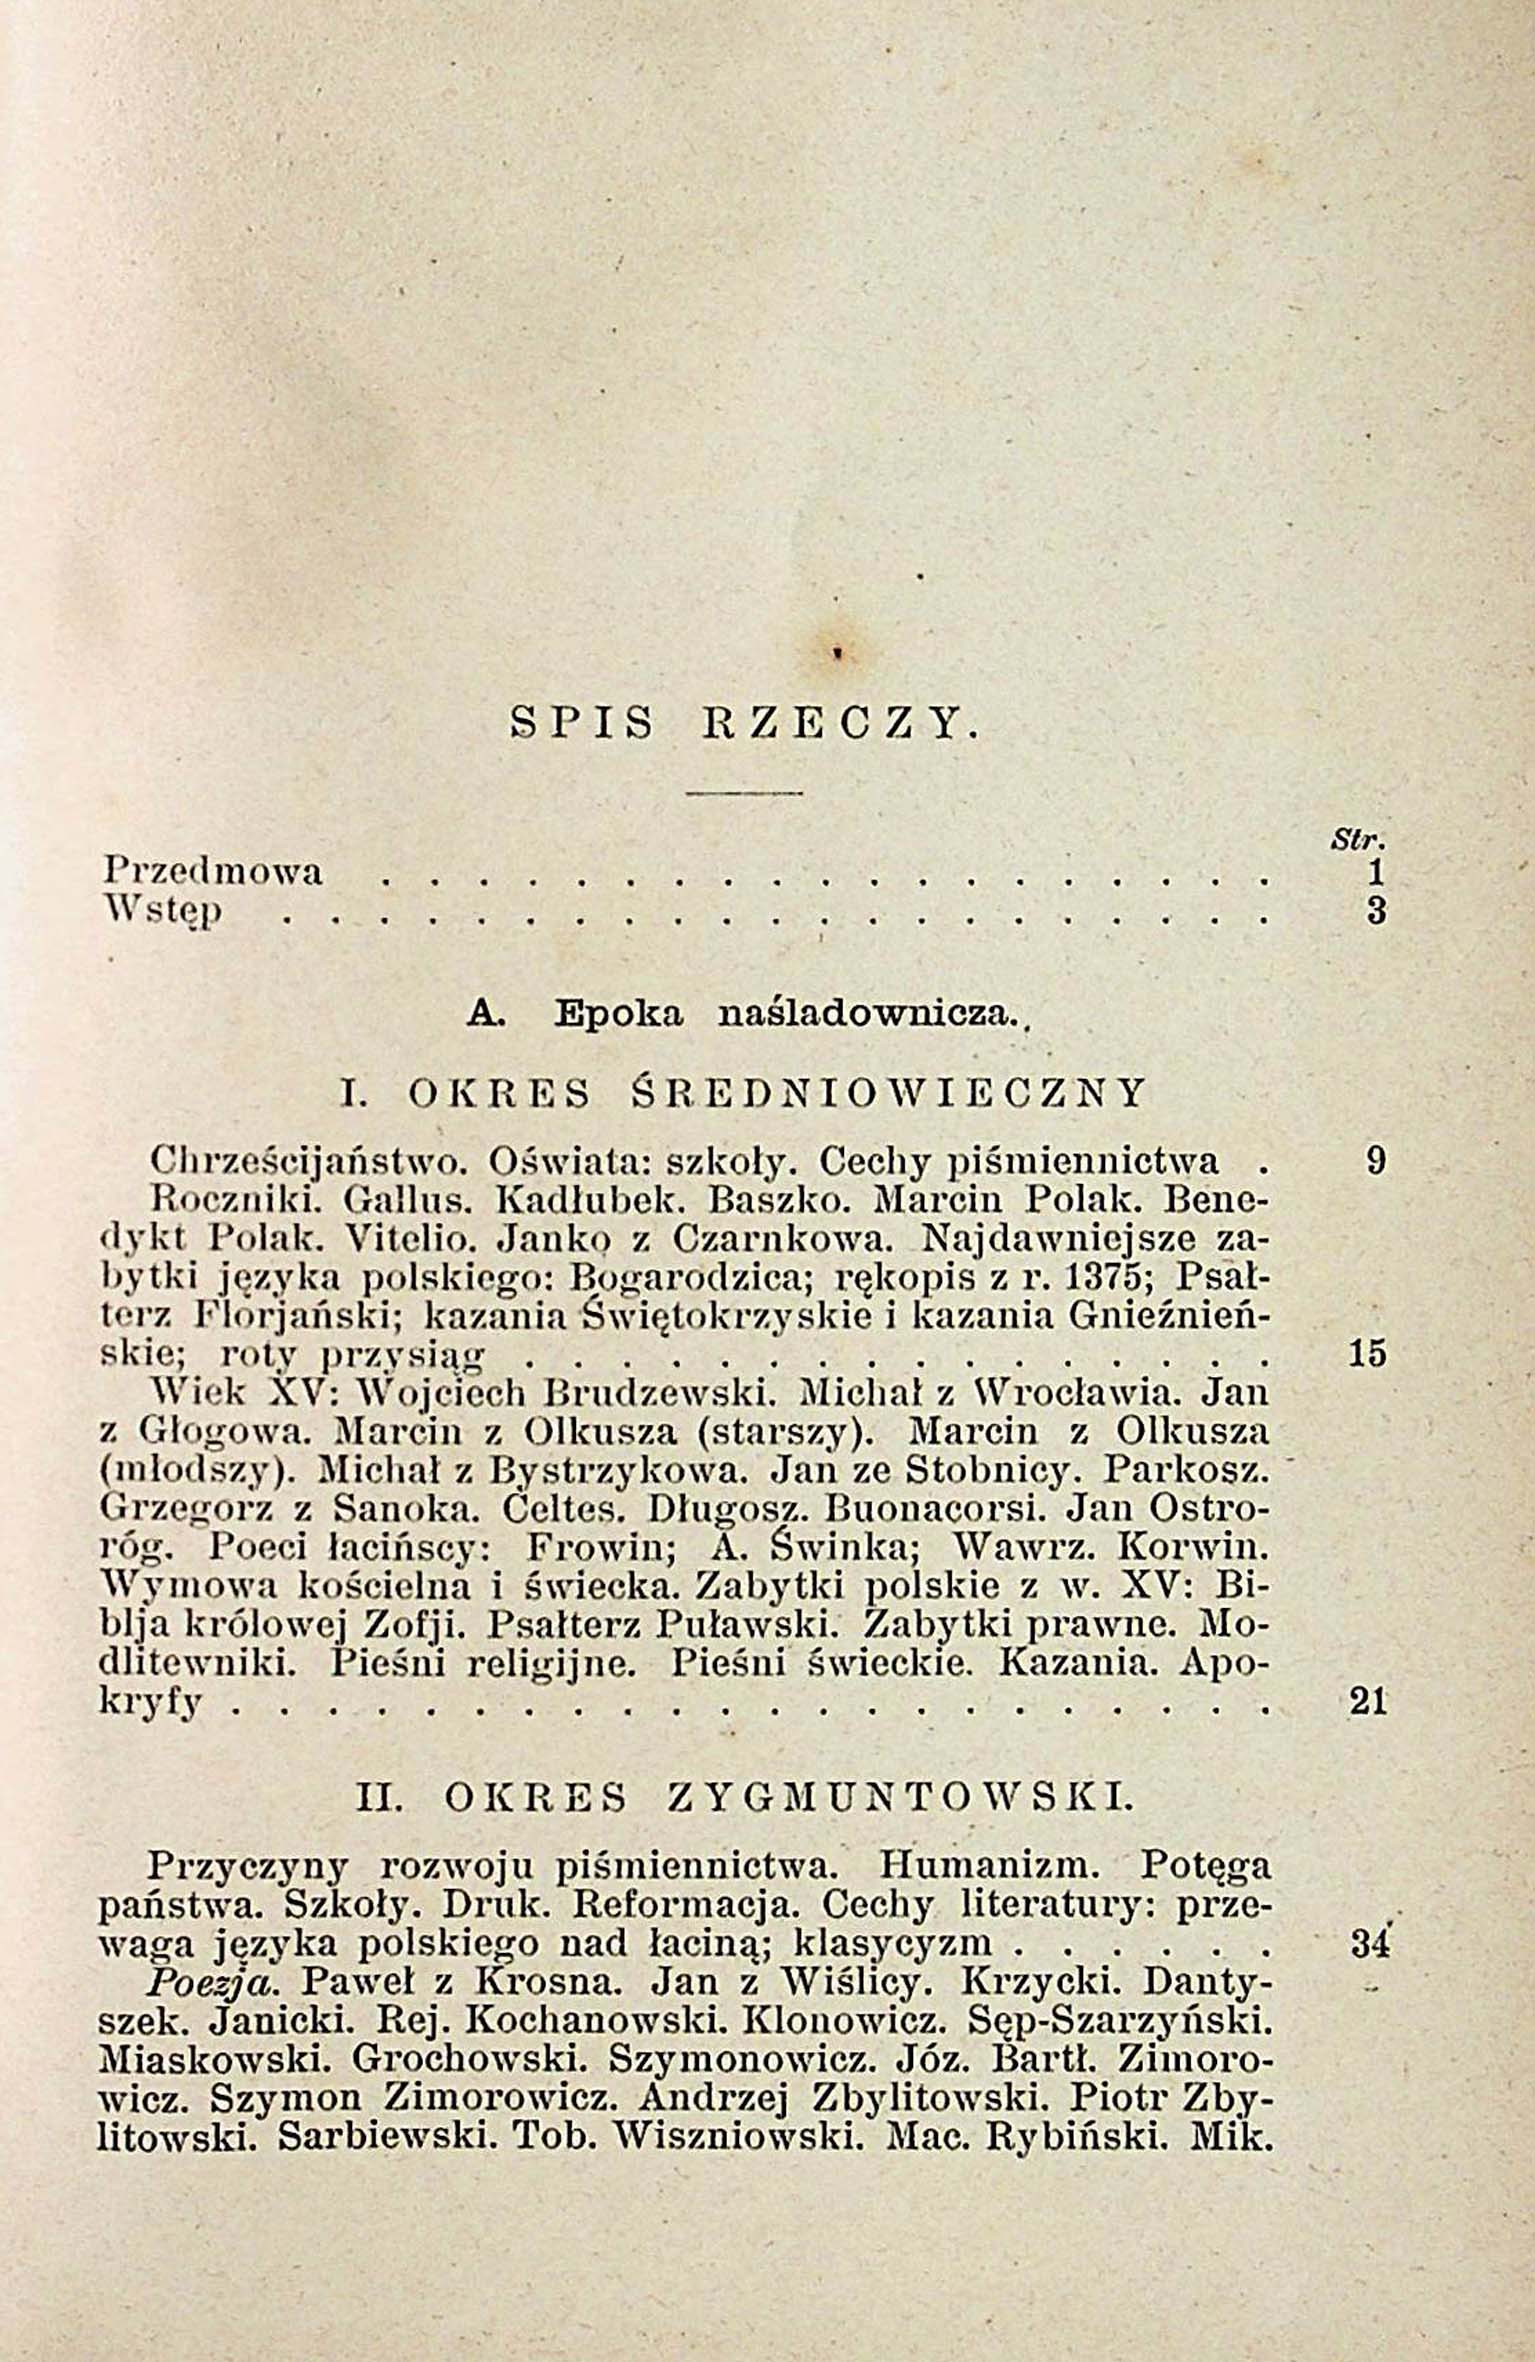 SPIS RZECZY.
Str.
Przedmowa . . . . . . . . . . . . . . . . . . . 1
Wstęp . . . . . . . . . . . . . . . . . . . . . 3
A. Epoka naśladownicza.
I. OKRES ŚREDNIOWIECZNY
Chrześcijaństwo. Oświata: szkoły. Cechy piśmiennictwa . 9
Roczniki. Gallus. Kadłubek. Baszko. Marcin Polak. Bene-
dykt Polak. Vitelio. Janko z Czarnkowa. Najdawniejsze za-
bytki języka polskiego: Bogarodzica; rękopis z r. 1375; Psał-
terz Florjański; kazania Świętokrzyskie i kazania Gnieźnień-
skie; roty przysiąg . . . . . . . . . . . . . . . . 15
Wiek XV: Wojciech Brudzewski. Michał z Wrocławia. Jan
z Głogowa. Marcin z Olkusza (starszy). Marcin z Olkusza
(młodszy). Michał z Bystrzykowa. Jan ze Stobnicy. Parkosz.
Grzegorz z Sanoka. Celtes. Długosz. Buonacorsi. Jan Ostro-
róg. Poeci łacińscy: Frowin; A. Świnka; Wawrz. Korwin.
Wymowa kościelna i świecka. Zabytki polskie z w. XV: Bi-
blja królowej Zofji. Psałterz Puławski. Zabytki prawne. Mo-
dlitewniki. Pieśni religijne. Pieśni świeckie. Kazania. Apo-
kryfy . . . . . . . . . . . . . . . . . . . . . . 21
II. OKRES ZYGMUNTOWSKI.
Przyczyny rozwoju piśmiennictwa. Humanizm. Potęga
państwa. Szkoły. Druk. Reformacja. Cechy literatury: prze-
waga języka polskiego nad łaciną; klasycyzm . . . . . . 34
Poezja. Paweł z Krosna. Jan z Wiślicy. Krzycki. Danty-
szek. Janicki. Rej. Kochanowski. Klonowicz. Sęp-Szarzyński.
Miaskowski. Grochowski. Szymonowicz. Józ. Bartł. Zimoro-
wicz. Szymon Zimorowicz. Andrzej Zbylitowski. Piotr Zby-
litowski. Sarbiewski. Tob. Wiszniowski. Mac. Rybiński. Mik.